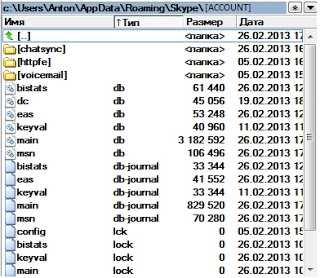 c:\Users\Anton\AppData\Roaming\Skype\[ACCOUNT]
Имя ↑Тип Размер Дата
[..] <папка> 26.02.2013 17
[chatsync] <папка> 26.02.2013 16
[httpfe] <папка> 05.02.2013 16
[voicemail] <папка> 05.02.2013 15
bistats db 61 440 26.02.2013 12
dc db 45 056 19.02.2013 18
eas db 53 248 26.02.2013 12
keyval db 40 960 11.02.2013 11
main db 3 182 592 26.02.2013 17
msn db 106 496 26.02.2013 17
bistats db-journal 33 344 26.02.2013 12
eas db-journal 41 552 26.02.2013 12
keyval db-journal 33 344 11.02.2013 11
main db-journal 829 520 26.02.2013 17
msn db-journal 70 280 26.02.2013 17
config lck 0 05.02.2013 15
bistats lock 0 26.02.2013
keyval lock 0 26.02.2013
main lock 0 26.02.2013